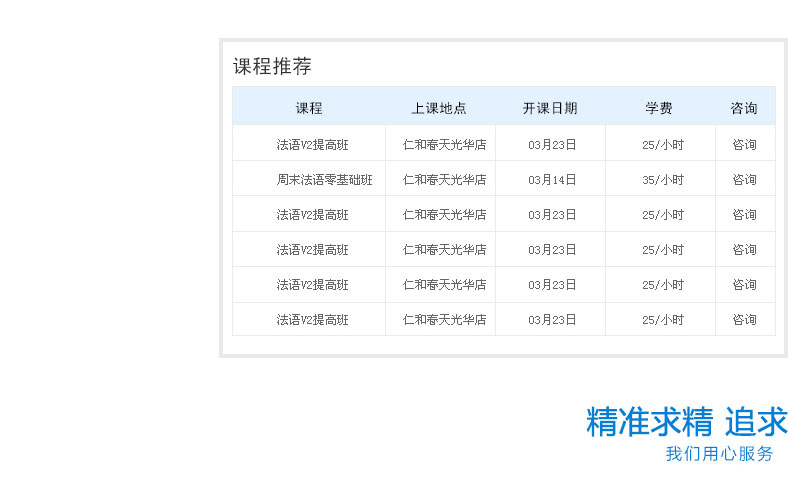 课程推荐
课程 上课地点 开课日期 学费 咨询
法语V2提高班 仁和春天光华店 03月23日 25/小时 咨询
周末法语零基础班 仁和春天光华店 03月14日 35/小时 咨询
法语V2提高班 仁和春天光华店 03月23日 25/小时 咨询
法语V2提高班 仁和春天光华店 03月23日 25/小时 咨询
法语V2提高班 仁和春天光华店 03月23日 25/小时 咨询
法语V2提高班 仁和春天光华店 03月23日 25/小时 咨询
精准求精 追求
我们用心服务